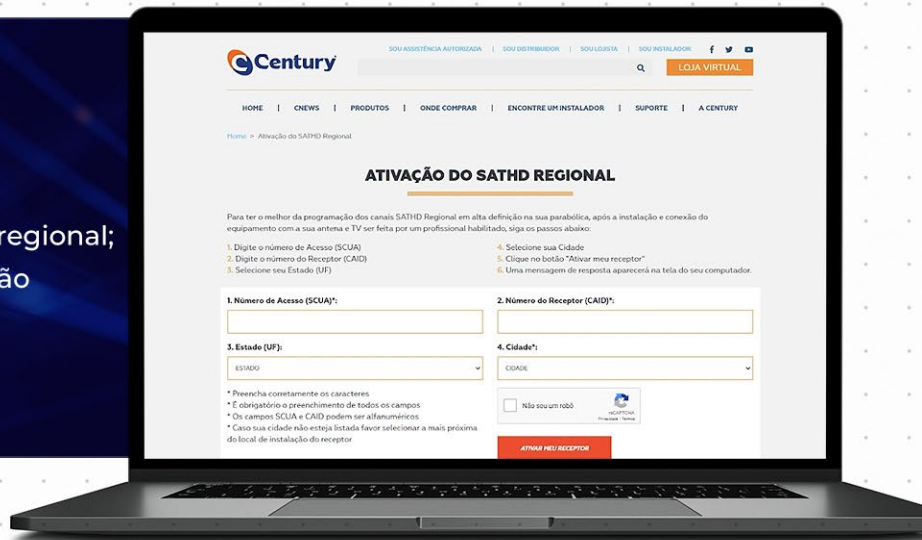 regional;
ão
SOU ASSISTÊNCIA AUTORIZADA | SOU DISTRIBUIDOR | SOU LOJISTA | SOU INSTALADOR
Century
LOJA VIRTUAL
HOME | CNEWS | PRODUTOS | ONDE COMPRAR | ENCONTRE UM INSTALADOR | SUPORTE | A CENTURY
Home > Ativação do SATHD Regional
ATIVAÇÃO DO SATHD REGIONAL
Para ter o melhor da programação dos canais SATHD Regional em alta definição na sua parabólica, após a instalação e conexão do
equipamento com a sua antena e TV ser feita por um profissional habilitado, siga os passos abaixo:
1. Digite o número de Acesso (SCUA)
2. Digite o número do Receptor (CAID)
3. Selecione seu Estado (UF)
4. Selecione sua Cidade
5. Clique no botão "Ativar meu receptor"
6. Uma mensagem de resposta aparecerá na tela do seu computador.
1. Número de Acesso (SCUA)*:
2. Número do Receptor (CAID)*:
3. Estado (UF):
ESTADO
4. Cidade*:
CIDADE
* Preencha corretamente os caracteres
* É obrigatório o preenchimento de todos os campos
* Os campos SCUA e CAID podem ser alfanuméricos
* Caso sua cidade não esteja listada favor selecionar a mais próxima
do local de instalação do receptor
Não sou um robô
reCAPTCHA
Privacidade - Termos
ATIVAR MEU RECEPTOR